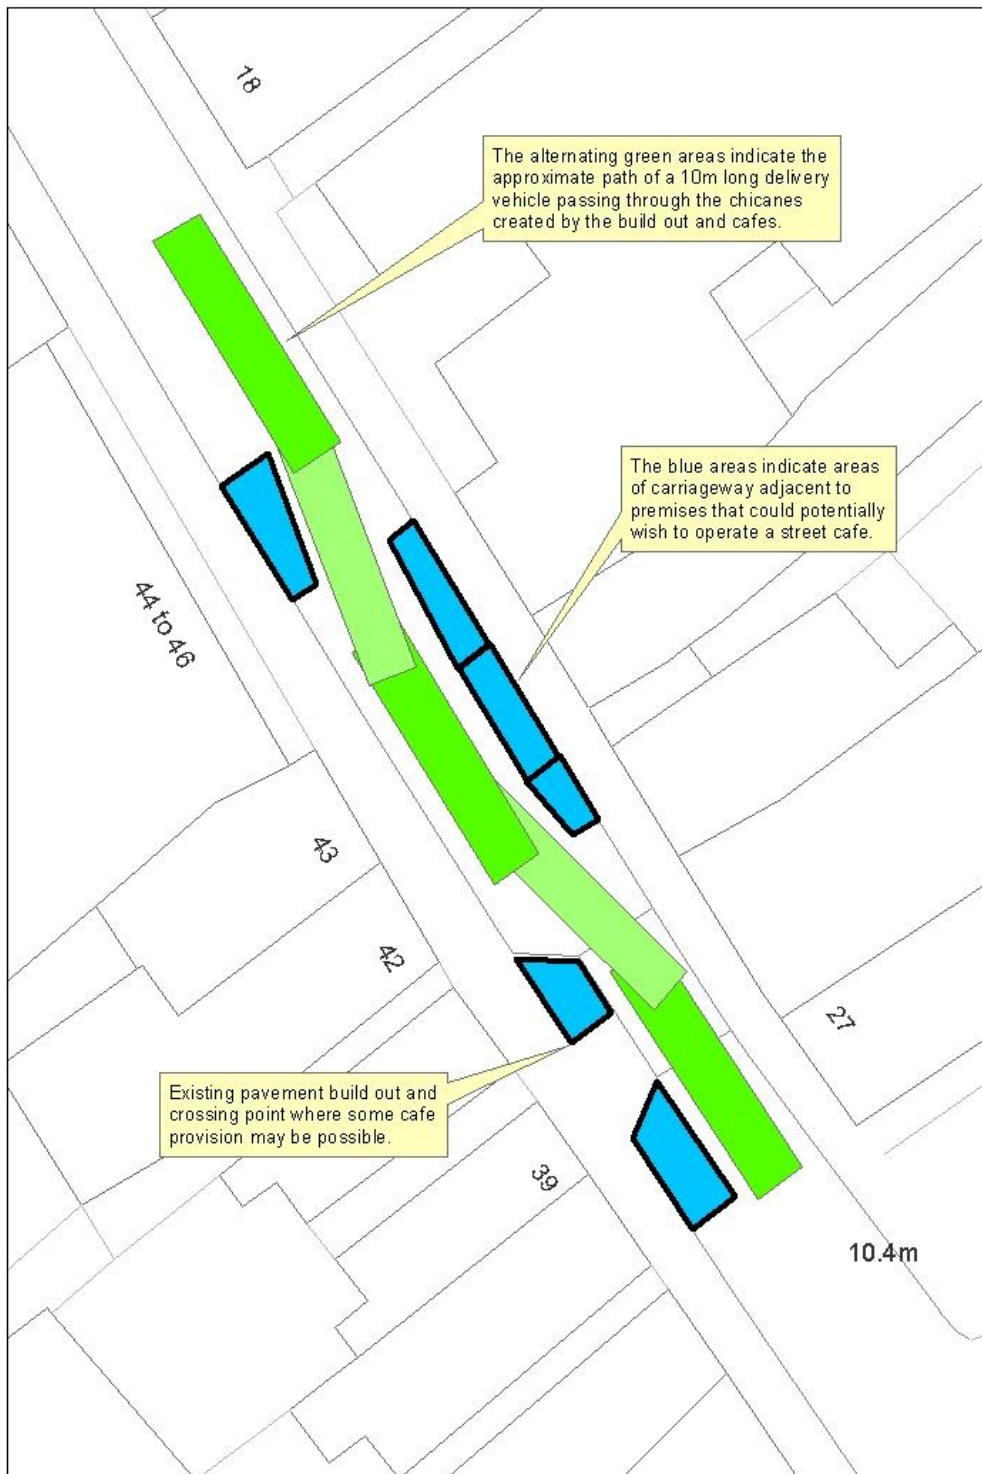 18
The alternating green areas indicate the
approximate path of a 10m long delivery
vehicle passing through the chicanes
created by the build out and cafes.
The blue areas indicate areas
of carriageway adjacent to
premises that could potentially
wish to operate a street cafe.
44 to 46
43
42
27
Existing pavement build out and
crossing point where some cafe
provision may be possible.
39
10.4m